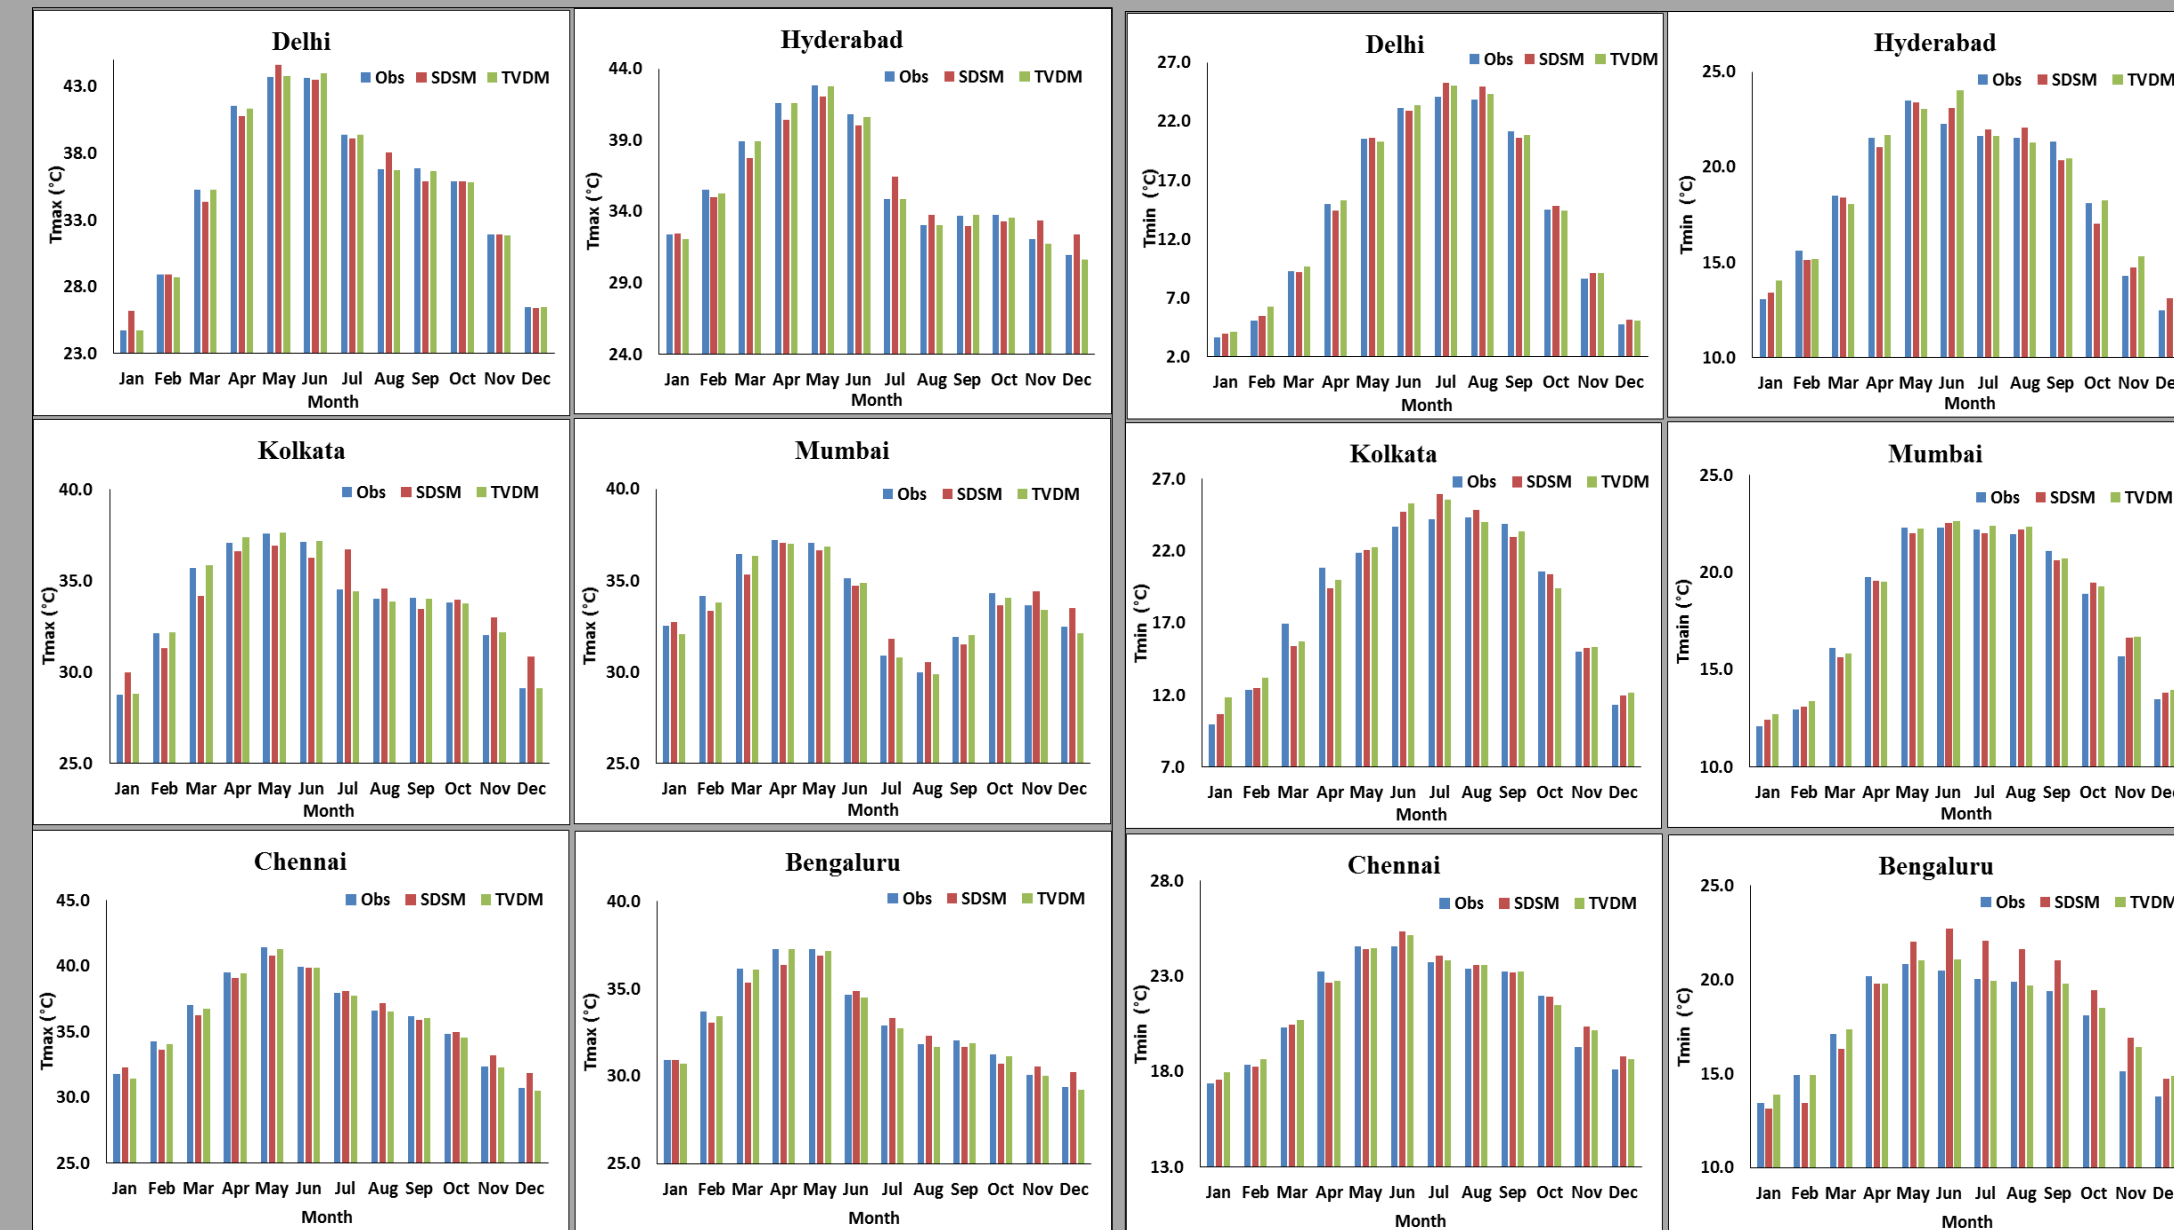 Delhi
Obs SDSM TVDM
Tmax (°C)
43.0
38.0
33.0
28.0
23.0
Jan Feb Mar Apr May Jun Jul Aug Sep Oct Nov Dec
Month
Hyderabad
Obs SDSM TVDM
Tmax (°C)
44.0
39.0
34.0
29.0
24.0
Jan Feb Mar Apr May Jun Jul Aug Sep Oct Nov Dec
Month
Delhi
Obs SDSM TVDM
Tmin (°C)
27.0
22.0
17.0
12.0
7.0
2.0
Jan Feb Mar Apr May Jun Jul Aug Sep Oct Nov Dec
Month
Hyderabad
Obs SDSM TVDM
Tmin (°C)
25.0
20.0
15.0
10.0
Jan Feb Mar Apr May Jun Jul Aug Sep Oct Nov De
Month
Kolkata
Obs SDSM TVDM
Tmax (°C)
40.0
35.0
30.0
25.0
Jan Feb Mar Apr May Jun Jul Aug Sep Oct Nov Dec
Month
Mumbai
Obs SDSM TVDM
Tmax (°C)
40.0
35.0
30.0
25.0
Jan Feb Mar Apr May Jun Jul Aug Sep Oct Nov Dec
Month
Kolkata
Obs SDSM TVDM
Tmin (°C)
27.0
22.0
17.0
12.0
7.0
Jan Feb Mar Apr May Jun Jul Aug Sep Oct Nov Dec
Month
Mumbai
Obs SDSM TVDM
Tmain (°C)
25.0
20.0
15.0
10.0
Jan Feb Mar Apr May Jun Jul Aug Sep Oct Nov Dec
Month
Chennai
Obs SDSM TVDM
Tmax (°C)
45.0
40.0
35.0
30.0
25.0
Jan Feb Mar Apr May Jun Jul Aug Sep Oct Nov Dec
Month
Bengaluru
Obs SDSM TVDM
Tmax (°C)
40.0
35.0
30.0
25.0
Jan Feb Mar Apr May Jun Jul Aug Sep Oct Nov Dec
Month
Chennai
Obs SDSM TVDM
Tmin (°C)
28.0
23.0
18.0
13.0
Jan Feb Mar Apr May Jun Jul Aug Sep Oct Nov Dec
Month
Bengaluru
Obs SDSM TVDM
Tmin (°C)
25.0
20.0
15.0
10.0
Jan Feb Mar Apr May Jun Jul Aug Sep Oct Nov De
Month